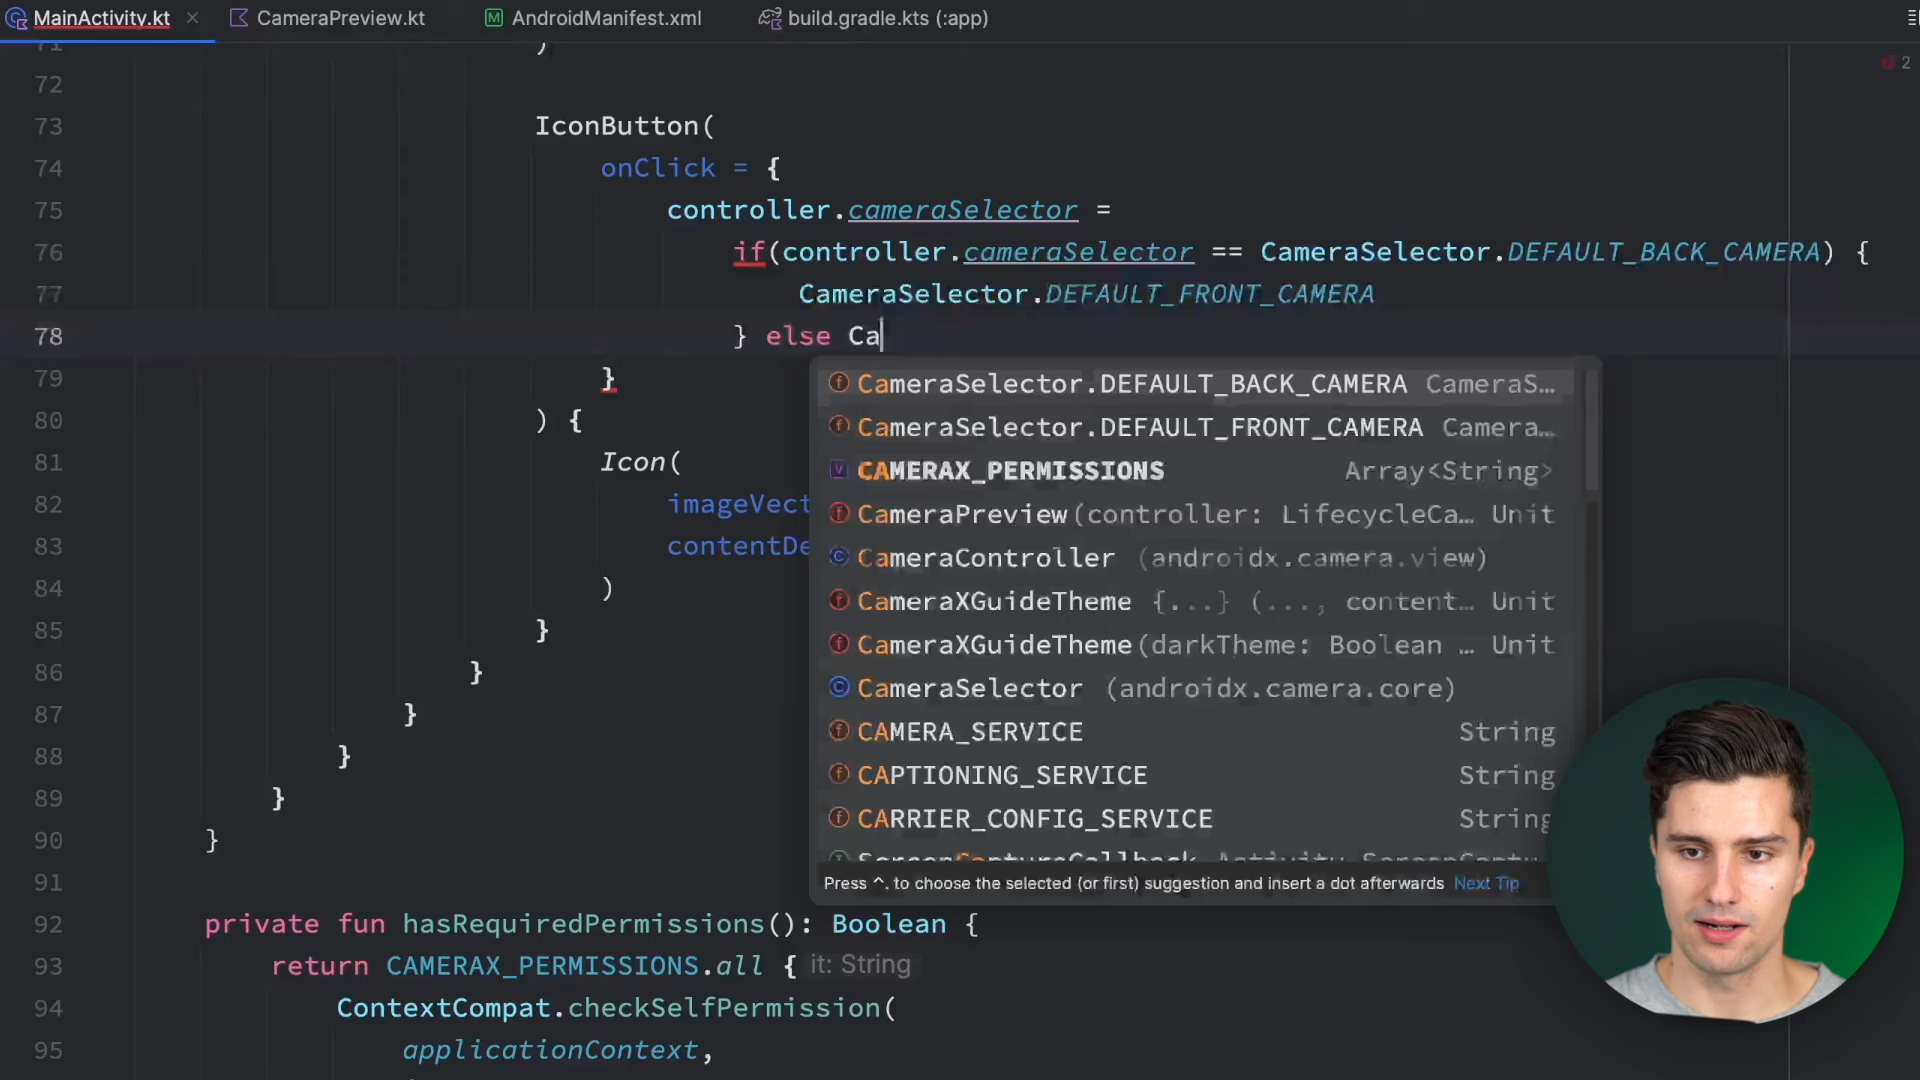 MainActivity.kt
CameraPreview.kt
AndroidManifest.xml
build.gradle.kts (:app)
2
71 )
72
73 IconButton(
74 onClick = {
75 controller.cameraSelector =
76 if(controller.cameraSelector == CameraSelector.DEFAULT_BACK_CAMERA) {
77 CameraSelector.DEFAULT_FRONT_CAMERA
78 } else Ca
79 }
80 ) {
81 Icon(
82 imageVect
83 contentDe
84 )
85 }
86 }
87 }
88 }
89 }
90 }
91
92 private fun hasRequiredPermissions(): Boolean {
93 return CAMERAX_PERMISSIONS.all { it: String
94 ContextCompat.checkSelfPermission(
95 applicationContext,
CameraSelector.DEFAULT_BACK_CAMERA CameraS…
CameraSelector.DEFAULT_FRONT_CAMERA Camera…
CAMERAX_PERMISSIONS Array<String>
CameraPreview(controller: LifecycleCa… Unit
CameraController (androidx.camera.view)
CameraXGuideTheme {...} (..., content… Unit
CameraXGuideTheme(darkTheme: Boolean … Unit
CameraSelector (androidx.camera.core)
CAMERA_SERVICE String
CAPTIONING_SERVICE String
CARRIER_CONFIG_SERVICE String
Press ^. to choose the selected (or first) suggestion and insert a dot afterwards Next Tip